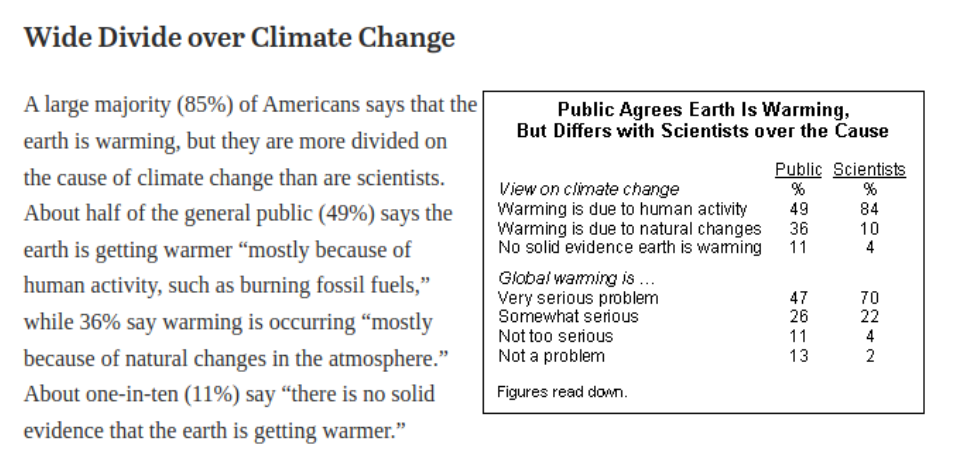 Wide Divide over Climate Change
A large majority (85%) of Americans says that the
earth is warming, but they are more divided on
the cause of climate change than are scientists.
About half of the general public (49%) says the
earth is getting warmer “mostly because of
human activity, such as burning fossil fuels,”
while 36% say warming is occurring “mostly
because of natural changes in the atmosphere.”
About one-in-ten (11%) say “there is no solid
evidence that the earth is getting warmer.”
Public Agrees Earth Is Warming,
But Differs with Scientists over the Cause
Public Scientists
View on climate change % %
Warming is due to human activity 49 84
Warming is due to natural changes 36 10
No solid evidence earth is warming 11 4
Global warming is ...
Very serious problem 47 70
Somewhat serious 26 22
Not too serious 11 4
Not a problem 13 2
Figures read down.